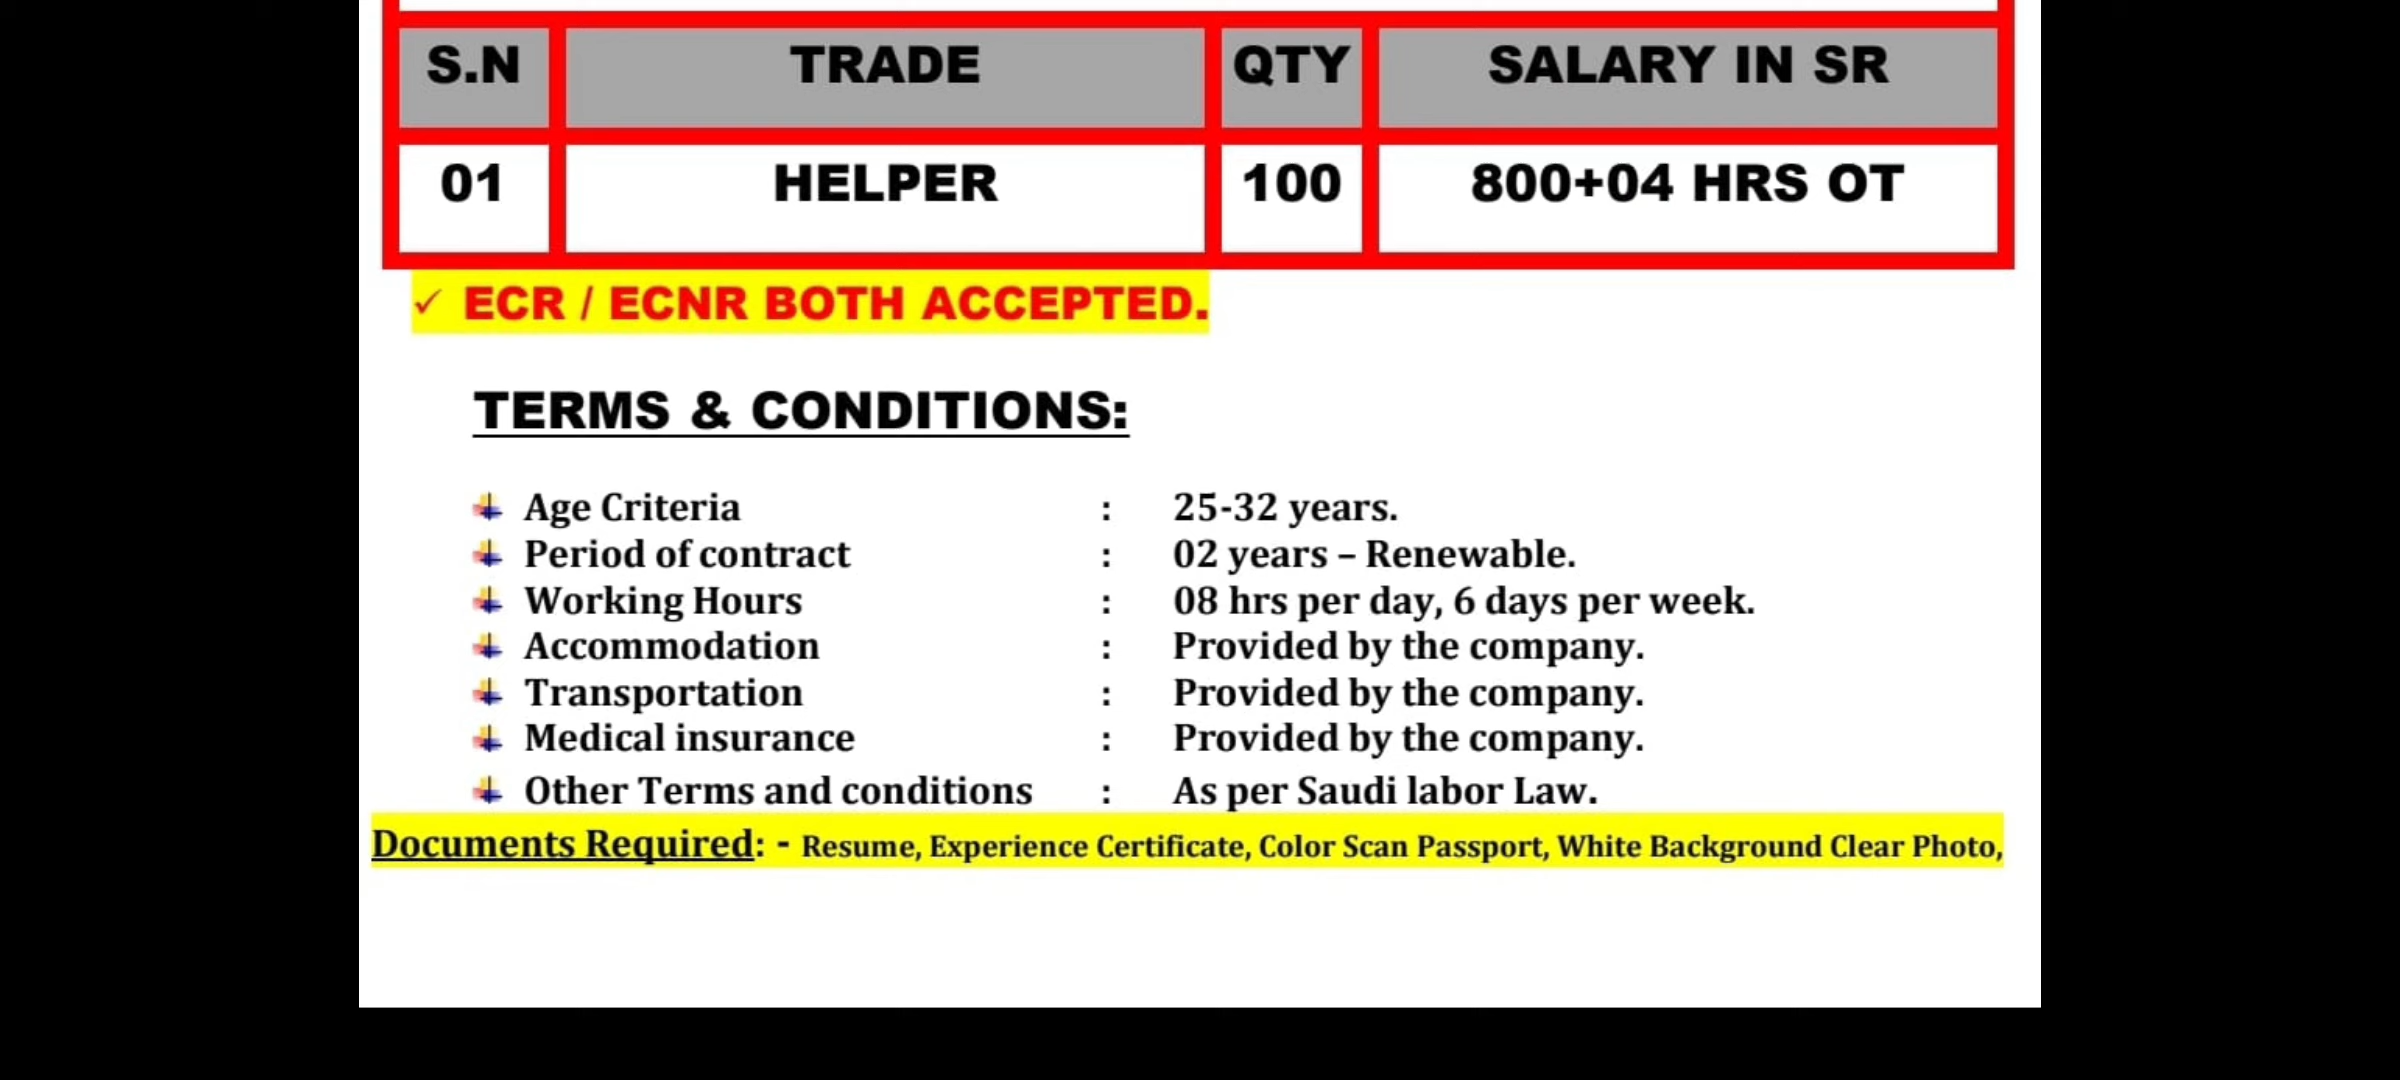 S.N TRADE QTY SALARY IN SR
01 HELPER 100 800+04 HRS OT
✓ ECR / ECNR BOTH ACCEPTED.
TERMS & CONDITIONS:
Age Criteria : 25-32 years.
Period of contract : 02 years – Renewable.
Working Hours : 08 hrs per day, 6 days per week.
Accommodation : Provided by the company.
Transportation : Provided by the company.
Medical insurance : Provided by the company.
Other Terms and conditions : As per Saudi labor Law.
Documents Required: - Resume, Experience Certificate, Color Scan Passport, White Background Clear Photo,